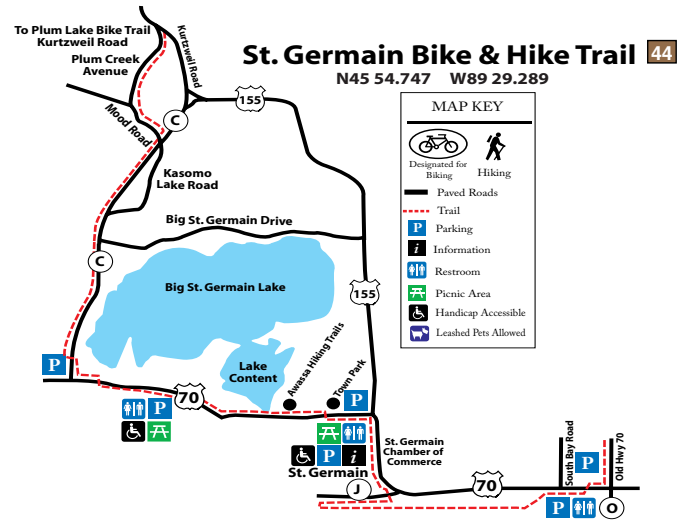 To Plum Lake Bike Trail
Kurtzweil Road
Plum Creek
Avenue
Kurtzweil Road
St. Germain Bike & Hike Trail
44
N45 54.747 W89 29.289
155
Mood Road
C
MAP KEY
Designated for
Biking
Hiking
Paved Roads
Trail
P
Parking
i
Information
Restroom
Picnic Area
Handicap Accessible
Leashed Pets Allowed
Kasomo
Lake Road
Big St. Germain Drive
C
Big St. Germain Lake
155
Lake
Content
Awassa Hiking Trails
Town Park
P
P
70
P
P
i
St. Germain
St. Germain
Chamber of
Commerce
J
70
South Bay Road
P
Old Hwy 70
P
O